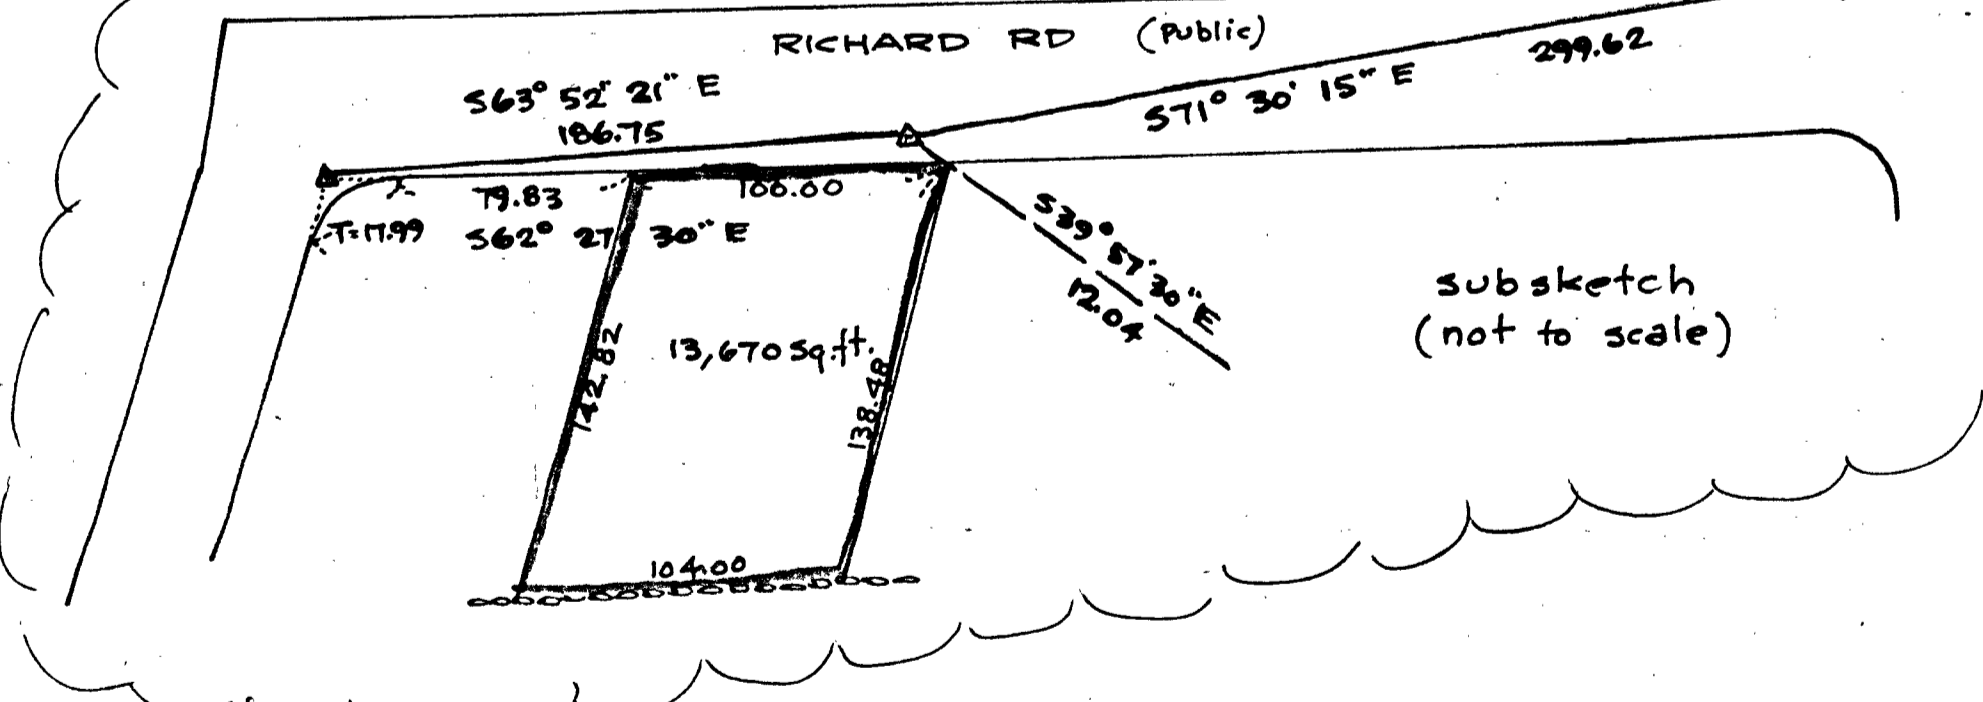 RICHARD RD (Public)
299.62
S63° 52' 21" E
186.75
S71° 30' 15" E
79.83
100.00
T=17.99
S62° 27' 30" E
S39° 57' 30" E
12.04
subsketch
(not to scale)
142.82
13,670 sq.ft.
138.48
104.00